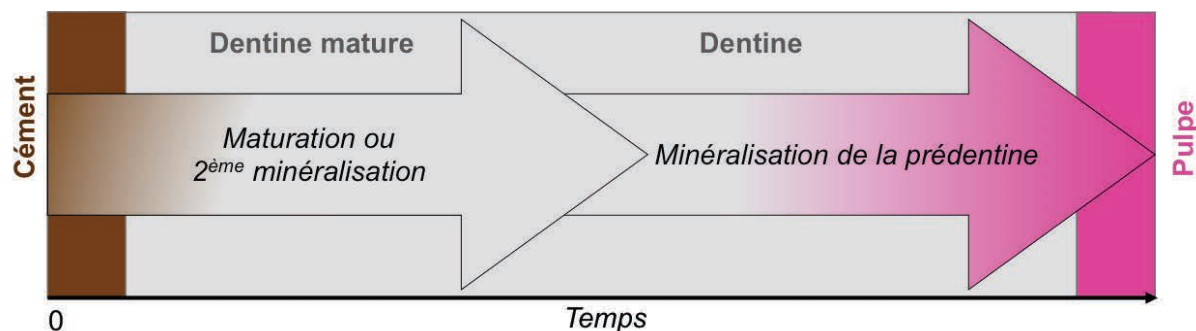 Dentine mature
Dentine
Cément
Maturation ou
2ème minéralisation
Minéralisation de la prédentine
Pulpe
0
Temps